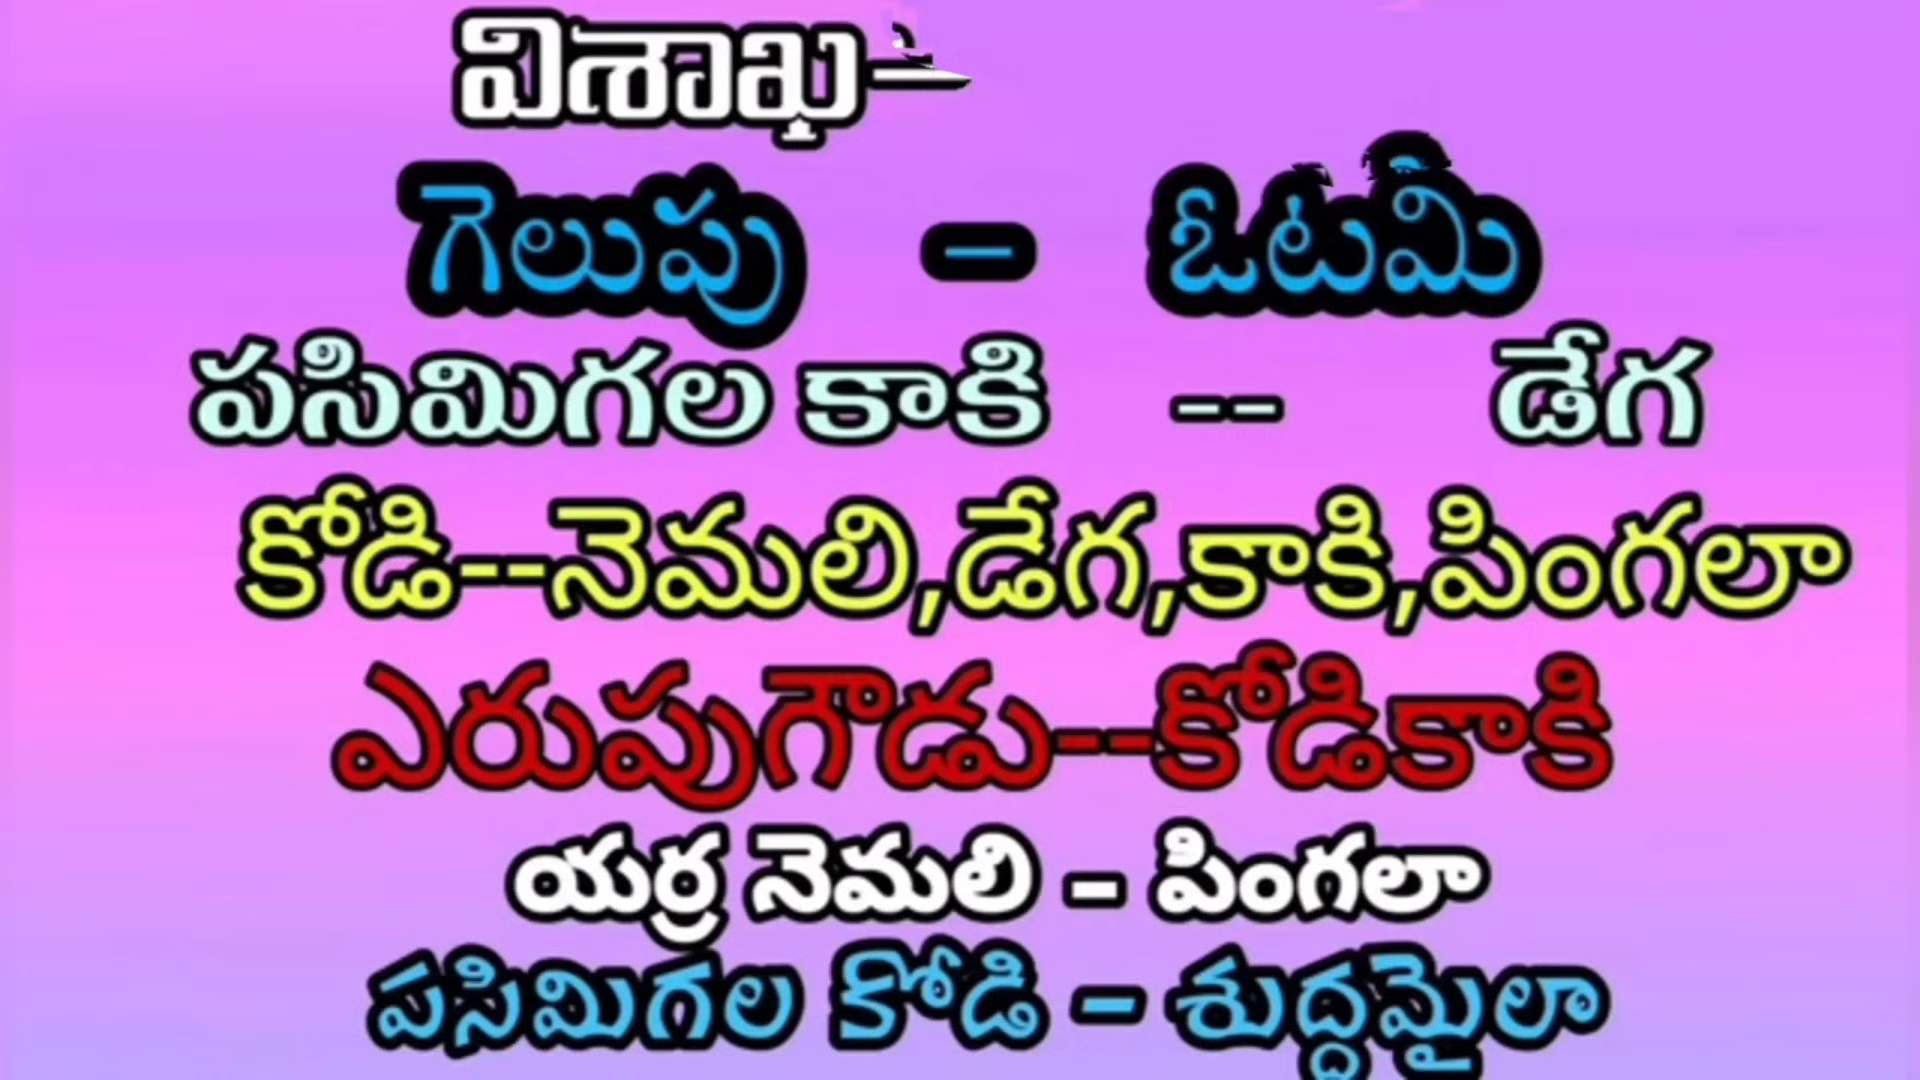 విశాఖ-
గెలుపు - ఓటమి
పసిమిగల కాకి -- డేగ
కోడి--నెమలి,డేగ,కాకి,పింగలా
ఎరుపుగౌడు--కోడికాకి
యర్ర నెమలి - పింగలా
పసిమిగల కోడి - శుద్ధమైలా